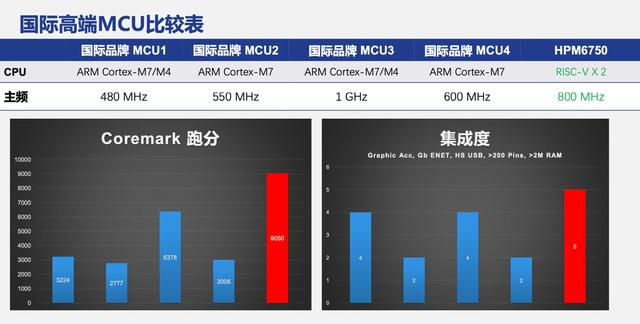 国际高端MCU比较表
国际品牌 MCU1 国际品牌 MCU2 国际品牌 MCU3 国际品牌 MCU4 HPM6750
CPU ARM Cortex-M7/M4 ARM Cortex-M7 ARM Cortex-M7/M4 ARM Cortex-M7 RISC-V X 2
主频 480 MHz 550 MHz 1 GHz 600 MHz 800 MHz
Coremark 跑分
10000
9000
8000
7000
6000
5000
4000
3000
2000
1000
0
3224 2777 6378 3006 9050
集成度
Graphic Acc, Gb ENET, HS USB, >200 Pins, >2M RAM
6
5
4
3
2
1
0
4 2 4 2 5